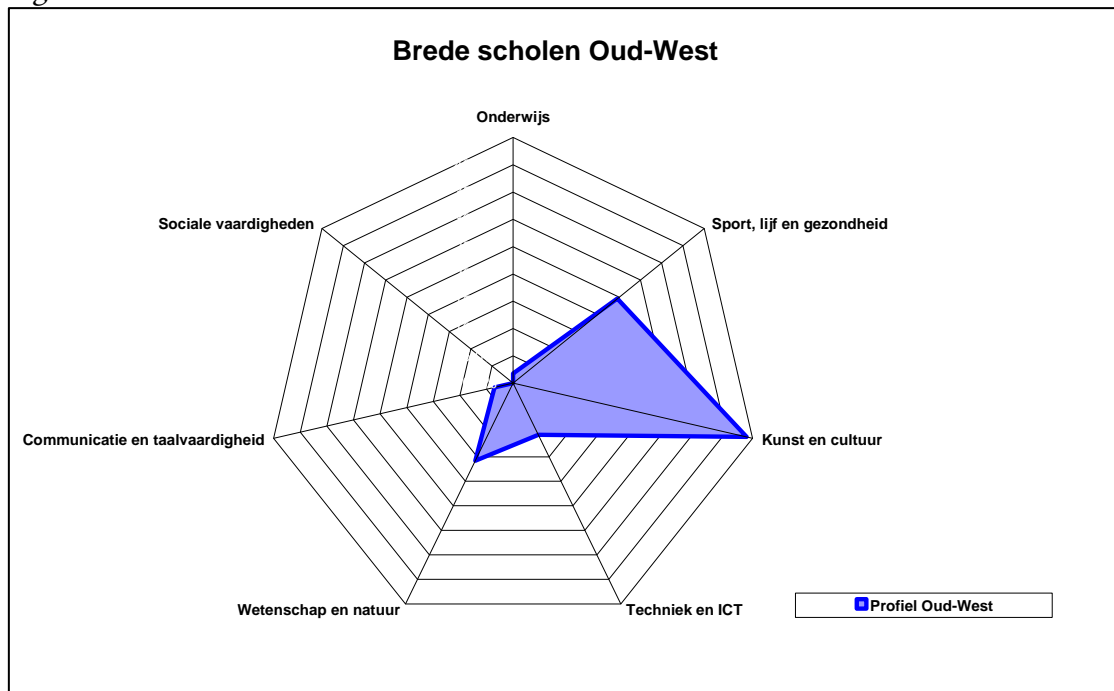 Brede scholen Oud-West
Onderwijs
Sociale vaardigheden
Sport, lijf en gezondheid
Communicatie en taalvaardigheid
Kunst en cultuur
Wetenschap en natuur
Techniek en ICT
Profiel Oud-West